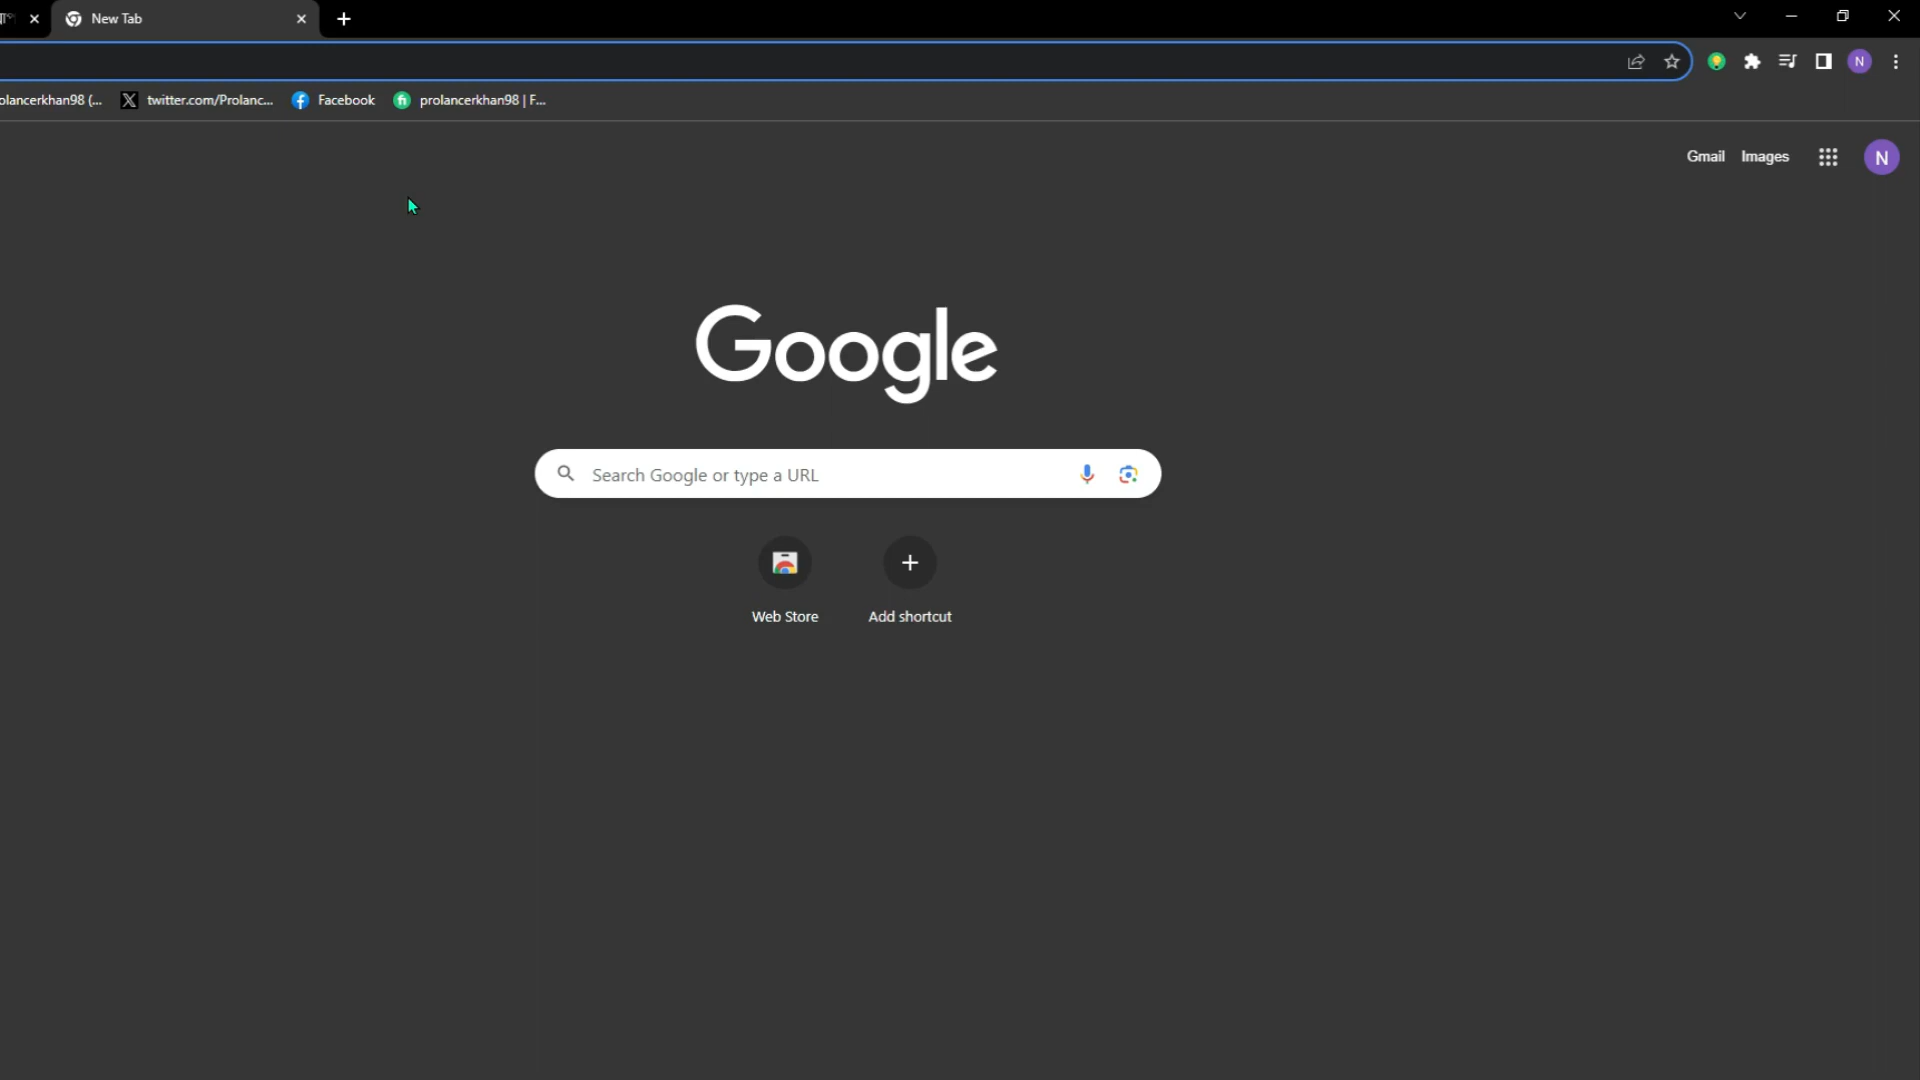 New Tab
olancerkhan98 (... twitter.com/Prolanc... Facebook prolancerkhan98 | F...
N
Gmail Images N
Google
Search Google or type a URL
Web Store Add shortcut